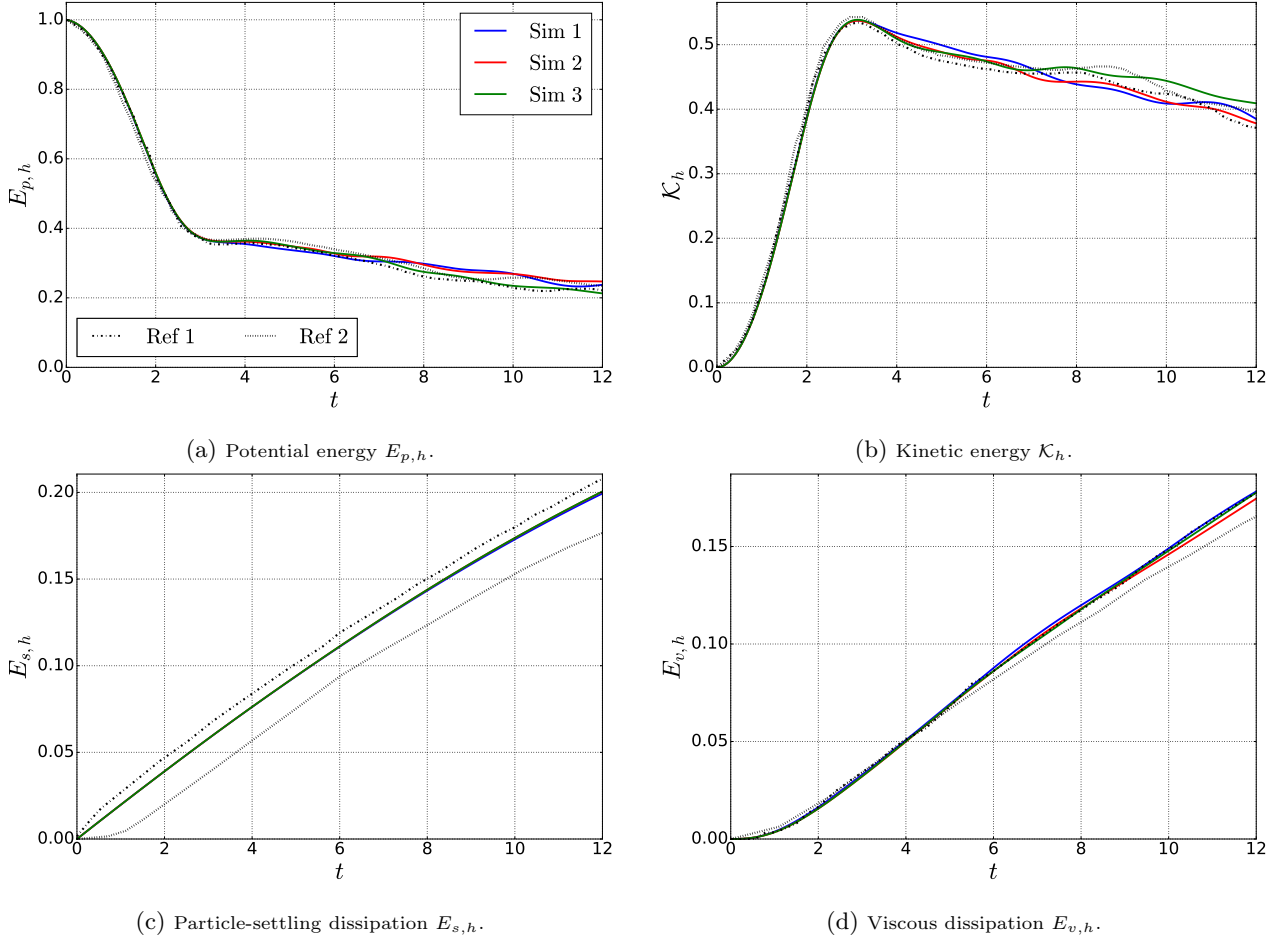 1.0
0.8
0.6
0.4
0.2
0.0
E_{p,h}
Sim 1
Sim 2
Sim 3
Ref 1 Ref 2
0 2 4 6 8 10 12
t
(a) Potential energy E_{p,h}.
0.5
0.4
0.3
0.2
0.1
0.0
𝒦_h
0 2 4 6 8 10 12
t
(b) Kinetic energy 𝒦_h.
0.20
0.15
0.10
0.05
0.00
E_{s,h}
0 2 4 6 8 10 12
t
(c) Particle-settling dissipation E_{s,h}.
0.15
0.10
0.05
0.00
E_{v,h}
0 2 4 6 8 10 12
t
(d) Viscous dissipation E_{v,h}.